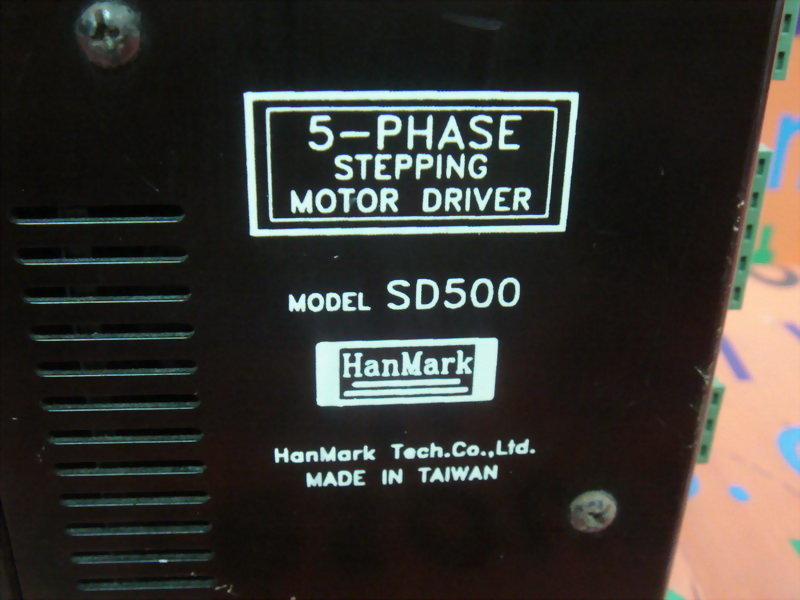 5-PHASE
STEPPING
MOTOR DRIVER
MODEL SD500
HanMark
HanMark Tech.Co.,Ltd.
MADE IN TAIWAN